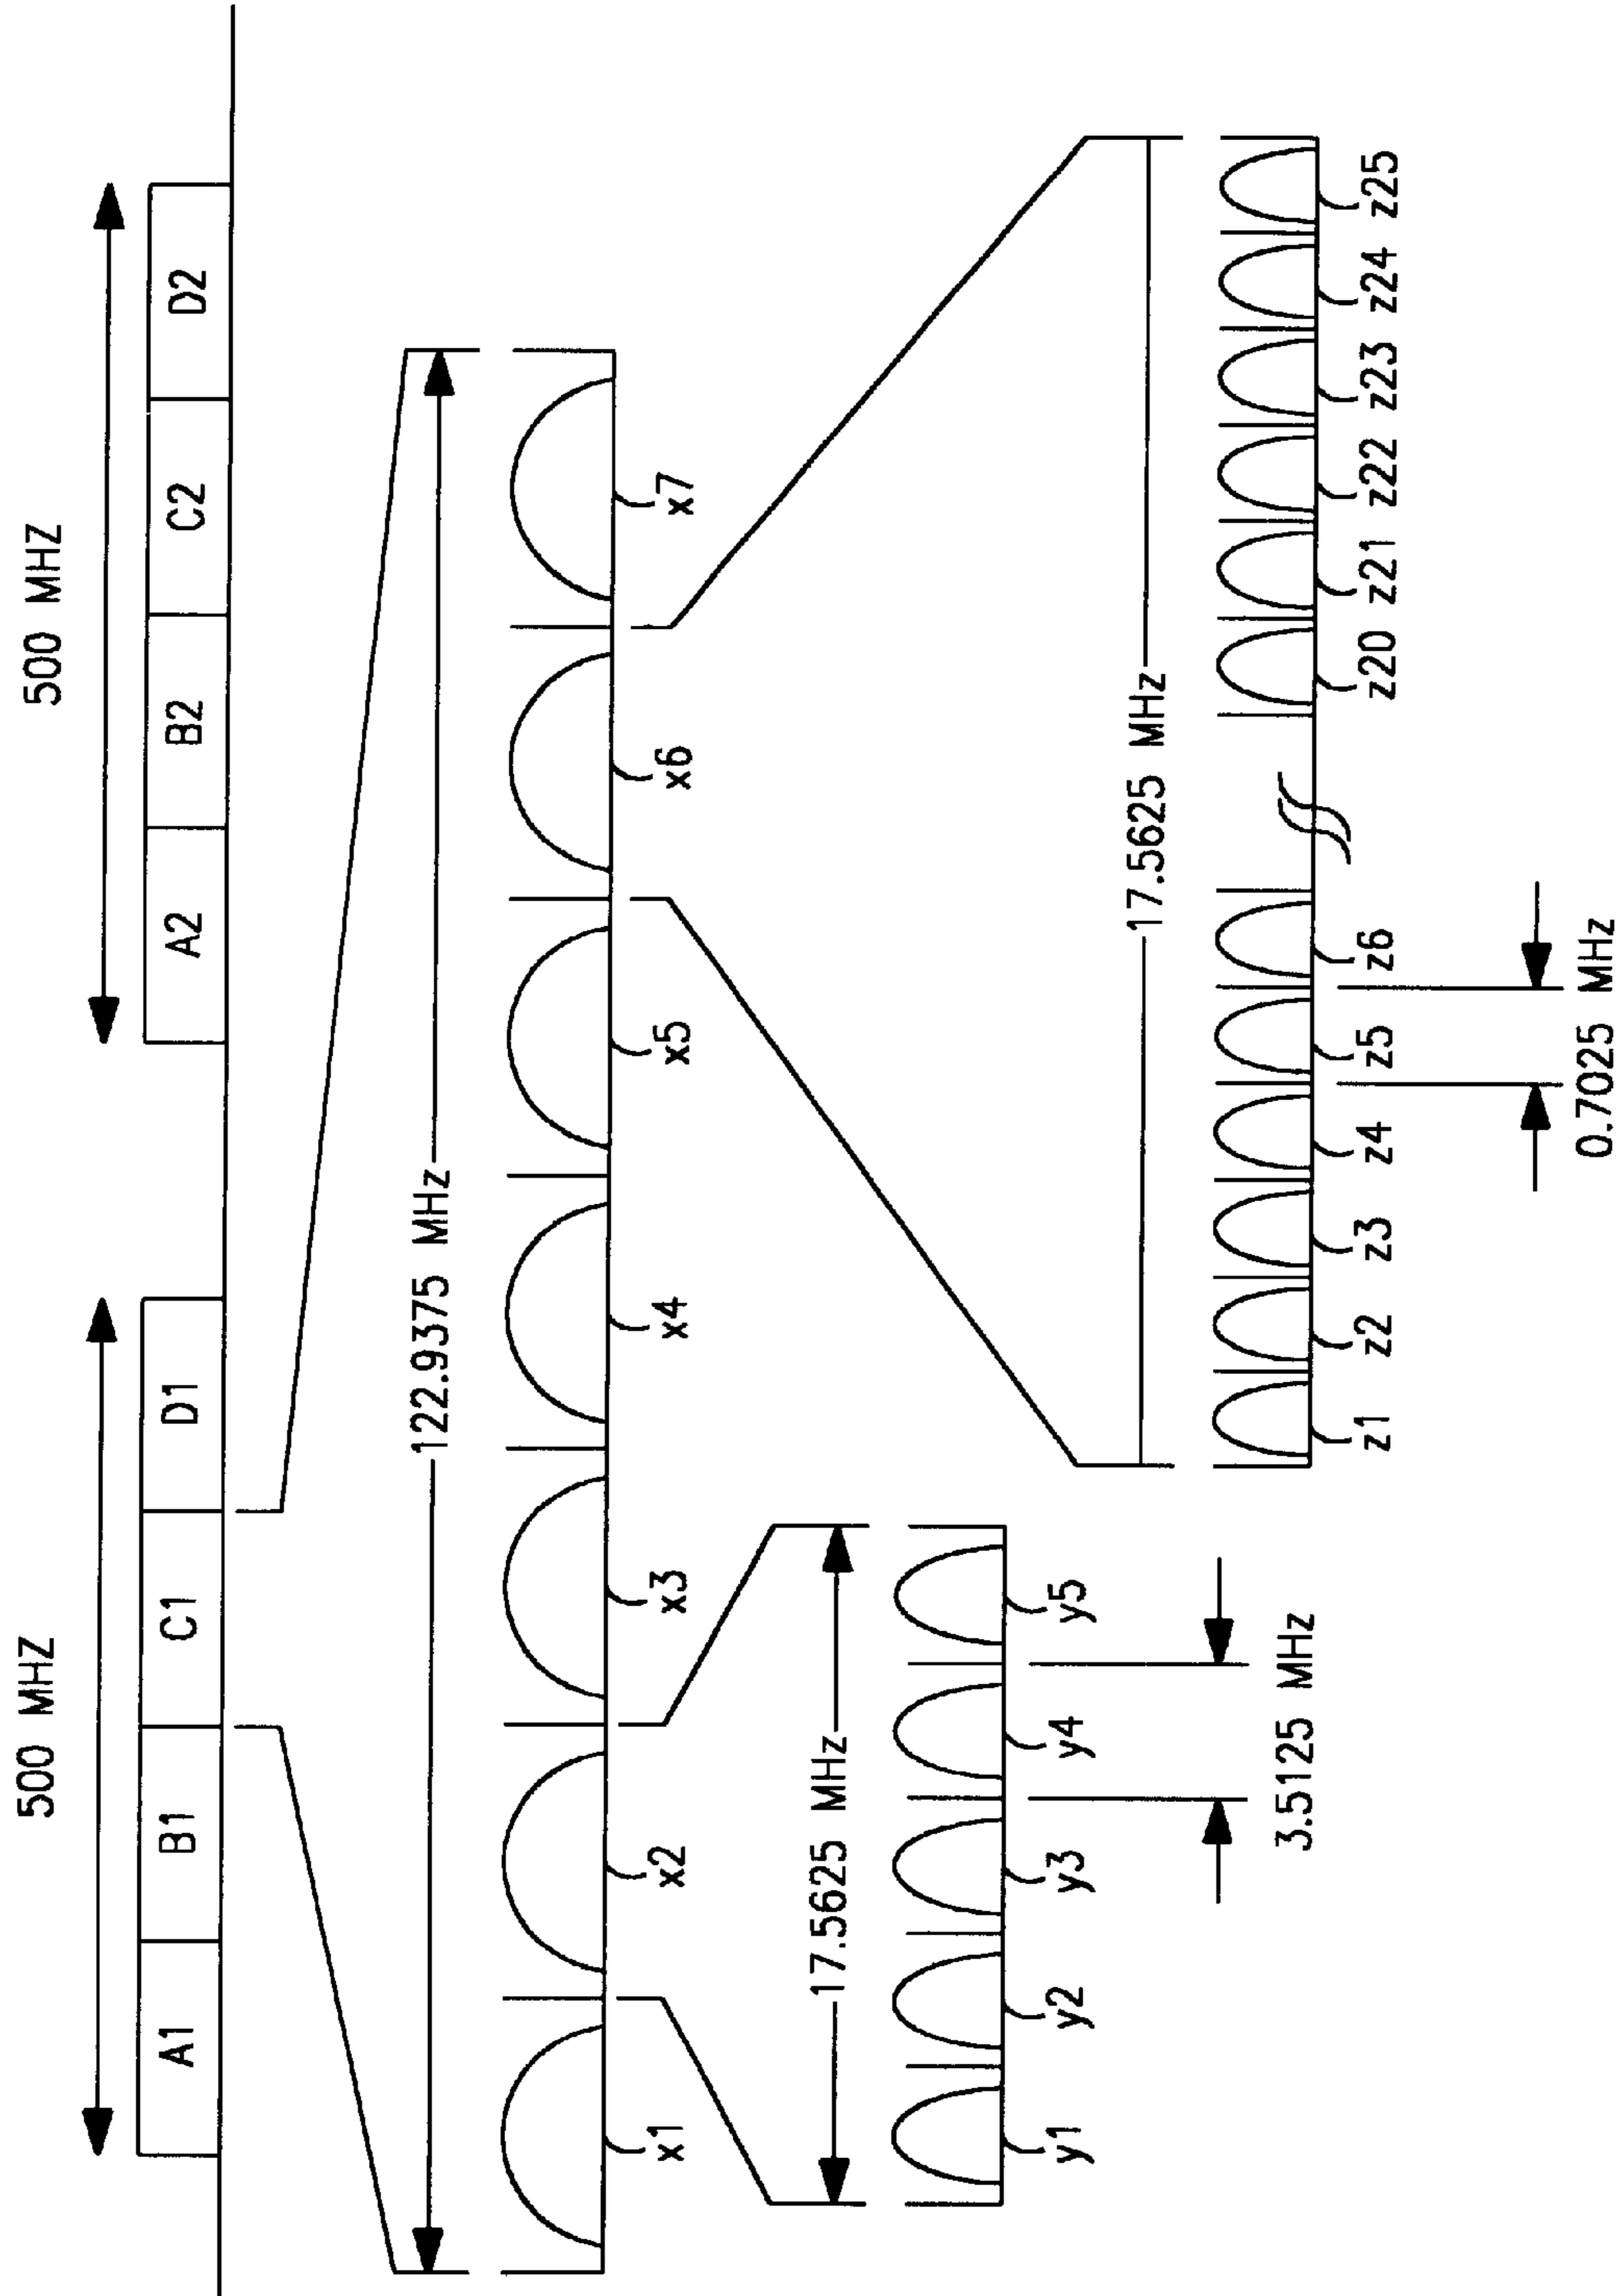 500 MHZ
500 MHZ
A1
B1
C1
D1
A2
B2
C2
D2
122.9375 MHz
x1
x2
x3
x4
x5
x6
x7
17.5625 MHz
y1
y2
y3
y4
y5
3.5125 MHz
17.5625 MHz
z1
z2
z3
z4
z5
z6
z20
z21
z22
z23
z24
z25
0.7025 MHz